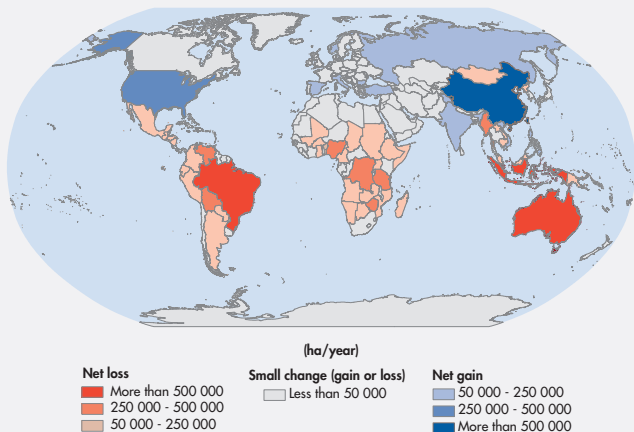 (ha/year)
Net loss
More than 500 000
250 000 - 500 000
50 000 - 250 000
Small change (gain or loss)
Less than 50 000
Net gain
50 000 - 250 000
250 000 - 500 000
More than 500 000